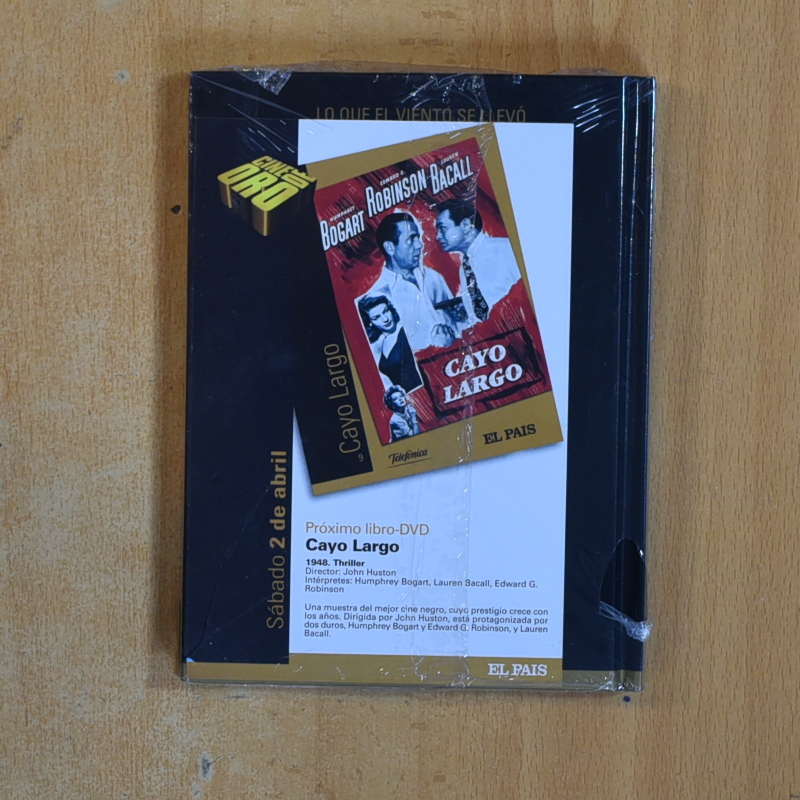 LO QUE EL VIENTO SE LLEVÓ
CINE DE
ORO
HUMPHREY
BOGART
EDWARD G.
ROBINSON
LAUREN
BACALL
CAYO
LARGO
Cayo Largo
9
Telefónica
EL PAIS
Sábado 2 de abril
Próximo libro-DVD
Cayo Largo
1948. Thriller
Director: John Huston
Intérpretes: Humphrey Bogart, Lauren Bacall, Edward G.
Robinson
Una muestra del mejor cine negro, cuyo prestigio crece con
los años. Dirigida por John Huston, está protagonizada por
dos duros, Humphrey Bogart y Edward G. Robinson, y Lauren
Bacall.
EL PAIS